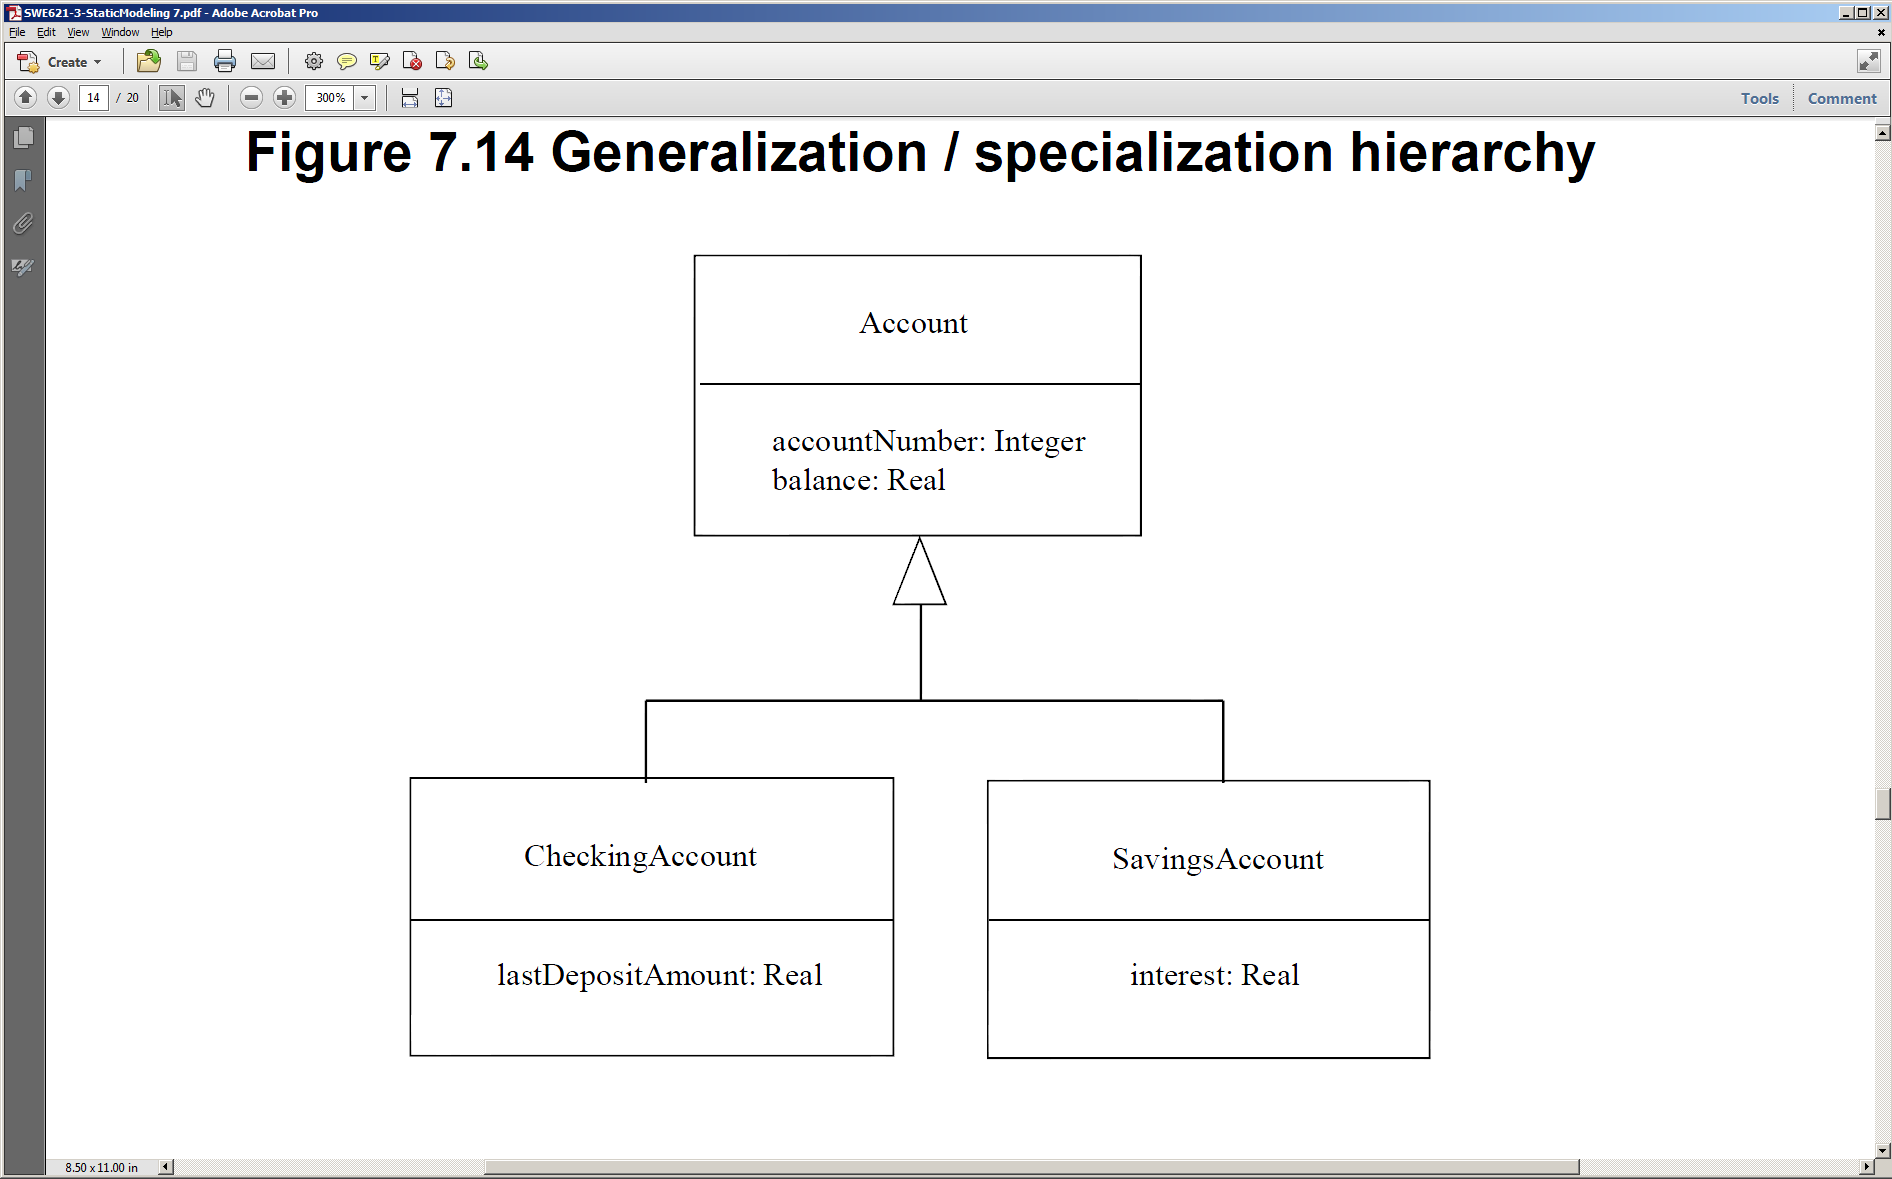 SWE621-3-StaticModeling 7.pdf - Adobe Acrobat Pro
File Edit View Window Help
Create
14 / 20 300% Tools Comment
Figure 7.14 Generalization / specialization hierarchy
Account
accountNumber: Integer
balance: Real
CheckingAccount
lastDepositAmount: Real
SavingsAccount
interest: Real
8.50 x 11.00 in